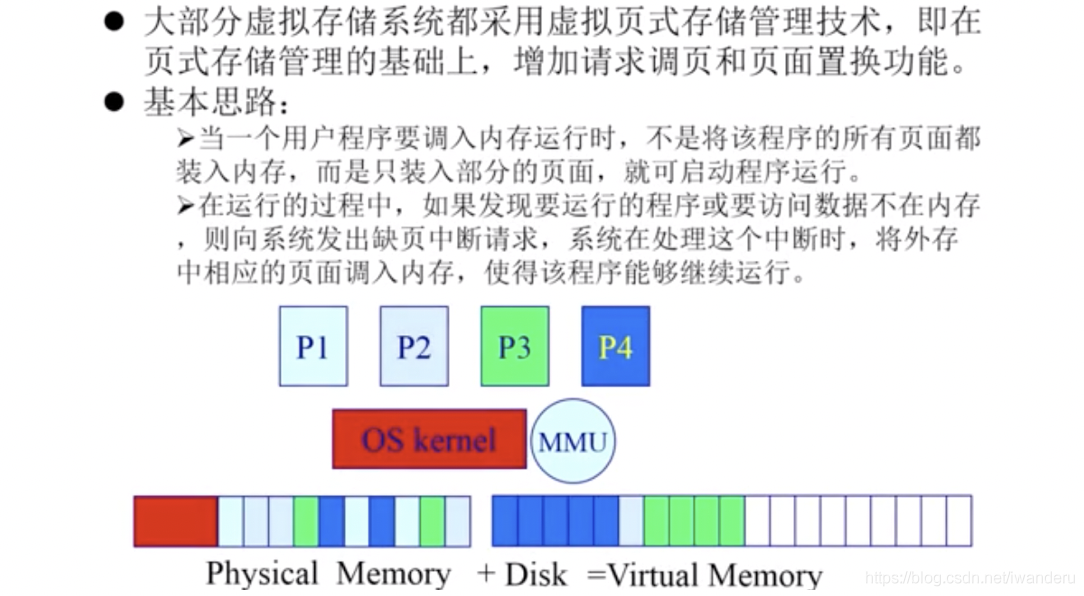 ● 大部分虚拟存储系统都采用虚拟页式存储管理技术，即在
页式存储管理的基础上，增加请求调页和页面置换功能。
● 基本思路：
➢当一个用户程序要调入内存运行时，不是将该程序的所有页面都
装入内存，而是只装入部分的页面，就可启动程序运行。
➢在运行的过程中，如果发现要运行的程序或要访问数据不在内存
，则向系统发出缺页中断请求，系统在处理这个中断时，将外存
中相应的页面调入内存，使得该程序能够继续运行。
P1 P2 P3 P4
OS kernel MMU
Physical Memory + Disk =Virtual Memory
https://blog.csdn.net/iwanderu